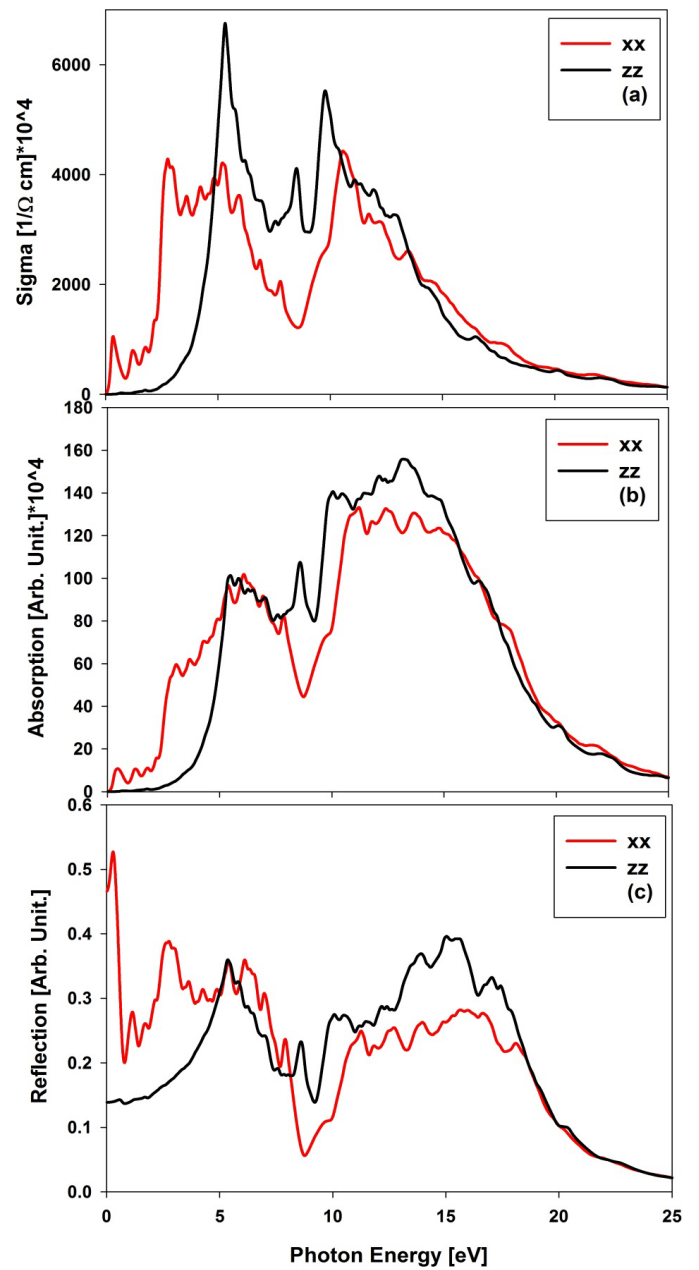 Sigma [1/Ω cm]*10^4
6000
4000
2000
0
xx
zz
(a)
Absorption [Arb. Unit.]*10^4
180
160
140
120
100
80
60
40
20
0
xx
zz
(b)
Reflection [Arb. Unit.]
0.6
0.5
0.4
0.3
0.2
0.1
0.0
xx
zz
(c)
0 5 10 15 20 25
Photon Energy [eV]